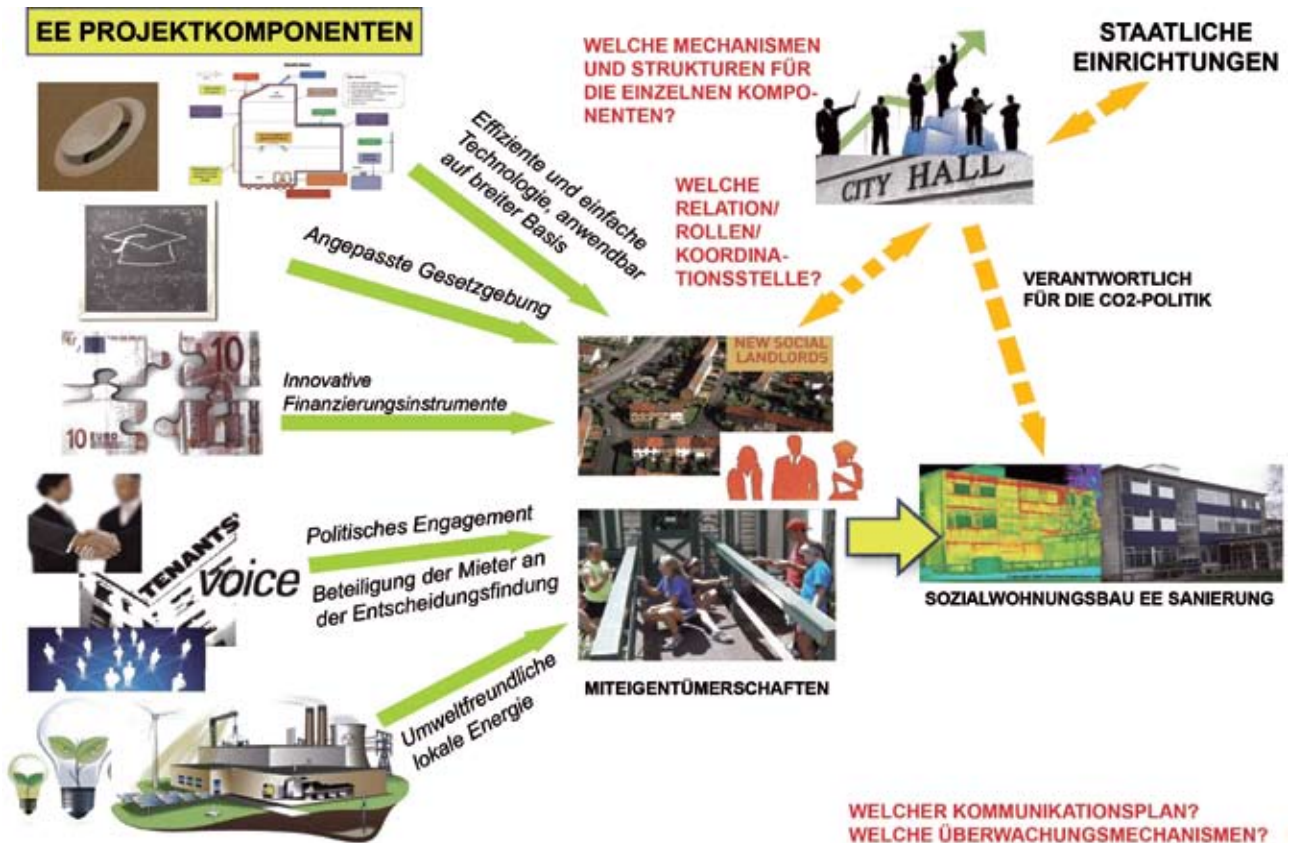 EE PROJEKTKOMPONENTEN
WELCHE MECHANISMEN
UND STRUKTUREN FÜR
DIE EINZELNEN KOMPO-
NENTEN?
STAATLICHE
EINRICHTUNGEN
CITY HALL
Effiziente und einfache
Technologie, anwendbar
auf breiter Basis
WELCHE
RELATION/
ROLLEN/
KOORDINA-
TIONSSTELLE?
Angepasste Gesetzgebung
VERANTWORTLICH
FÜR DIE CO2-POLITIK
NEW SOCIAL
LANDLORDS
Innovative
Finanzierungsinstrumente
10
10 EURO
Politisches Engagement
TENANTS'
voice
Beteiligung der Mieter an
der Entscheidungsfindung
SOZIALWOHNUNGSBAU EE SANIERUNG
MITEIGENTÜMERSCHAFTEN
Umweltfreundliche
lokale Energie
WELCHER KOMMUNIKATIONSPLAN?
WELCHE ÜBERWACHUNGSMECHANISMEN?